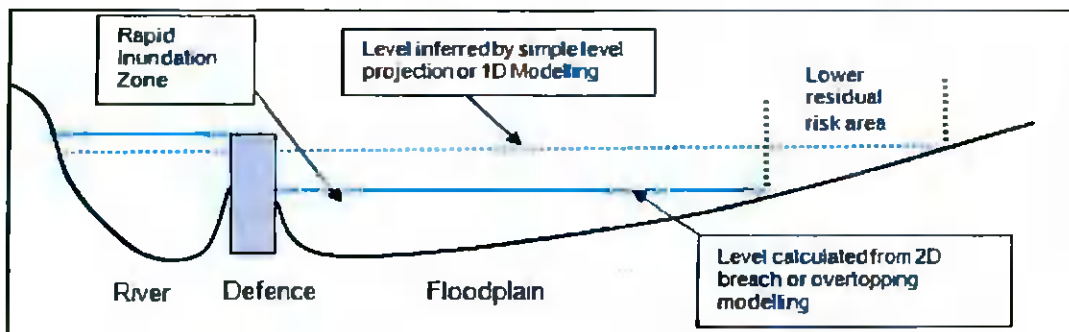 Rapid
Inundation
Zone
Level inferred by simple level
projection or 1D Modelling
Lower
residual
risk area
Level calculated from 2D
breach or overtopping
modelling
River
Defence
Floodplain